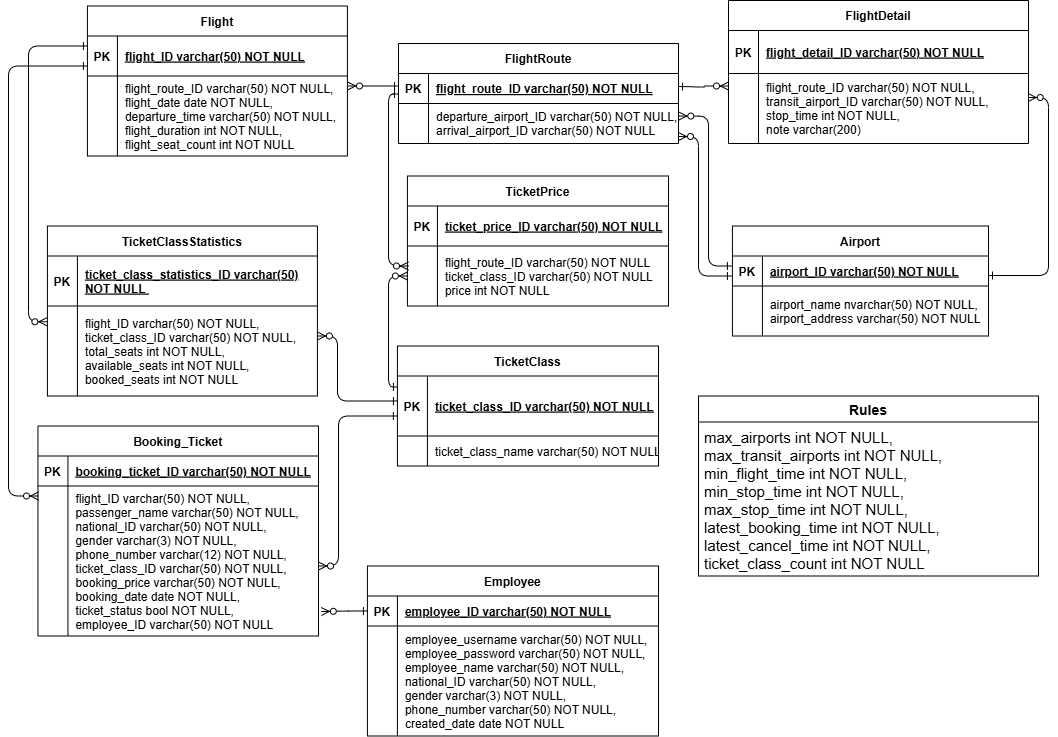 Flight
PK
flight_ID varchar(50) NOT NULL
flight_route_ID varchar(50) NOT NULL,
flight_date date NOT NULL,
departure_time varchar(50) NOT NULL,
flight_duration int NOT NULL,
flight_seat_count int NOT NULL
FlightRoute
PK
flight_route_ID varchar(50) NOT NULL
departure_airport_ID varchar(50) NOT NULL,
arrival_airport_ID varchar(50) NOT NULL
FlightDetail
PK
flight_detail_ID varchar(50) NOT NULL
flight_route_ID varchar(50) NOT NULL,
transit_airport_ID varchar(50) NOT NULL,
stop_time int NOT NULL,
note varchar(200)
TicketPrice
PK
ticket_price_ID varchar(50) NOT NULL
flight_route_ID varchar(50) NOT NULL
ticket_class_ID varchar(50) NOT NULL
price int NOT NULL
TicketClassStatistics
PK
ticket_class_statistics_ID varchar(50)
NOT NULL
flight_ID varchar(50) NOT NULL,
ticket_class_ID varchar(50) NOT NULL,
total_seats int NOT NULL,
available_seats int NOT NULL,
booked_seats int NOT NULL
Airport
PK
airport_ID varchar(50) NOT NULL
airport_name nvarchar(50) NOT NULL,
airport_address varchar(50) NOT NULL
TicketClass
PK
ticket_class_ID varchar(50) NOT NULL
ticket_class_name varchar(50) NOT NULL
Booking_Ticket
PK
booking_ticket_ID varchar(50) NOT NULL
flight_ID varchar(50) NOT NULL,
passenger_name varchar(50) NOT NULL,
national_ID varchar(50) NOT NULL,
gender varchar(3) NOT NULL,
phone_number varchar(12) NOT NULL,
ticket_class_ID varchar(50) NOT NULL,
booking_price varchar(50) NOT NULL,
booking_date date NOT NULL,
ticket_status bool NOT NULL,
employee_ID varchar(50) NOT NULL
Rules
max_airports int NOT NULL,
max_transit_airports int NOT NULL,
min_flight_time int NOT NULL,
min_stop_time int NOT NULL,
max_stop_time int NOT NULL,
latest_booking_time int NOT NULL,
latest_cancel_time int NOT NULL,
ticket_class_count int NOT NULL
Employee
PK
employee_ID varchar(50) NOT NULL
employee_username varchar(50) NOT NULL,
employee_password varchar(50) NOT NULL,
employee_name varchar(50) NOT NULL,
national_ID varchar(50) NOT NULL,
gender varchar(3) NOT NULL,
phone_number varchar(50) NOT NULL,
created_date date NOT NULL